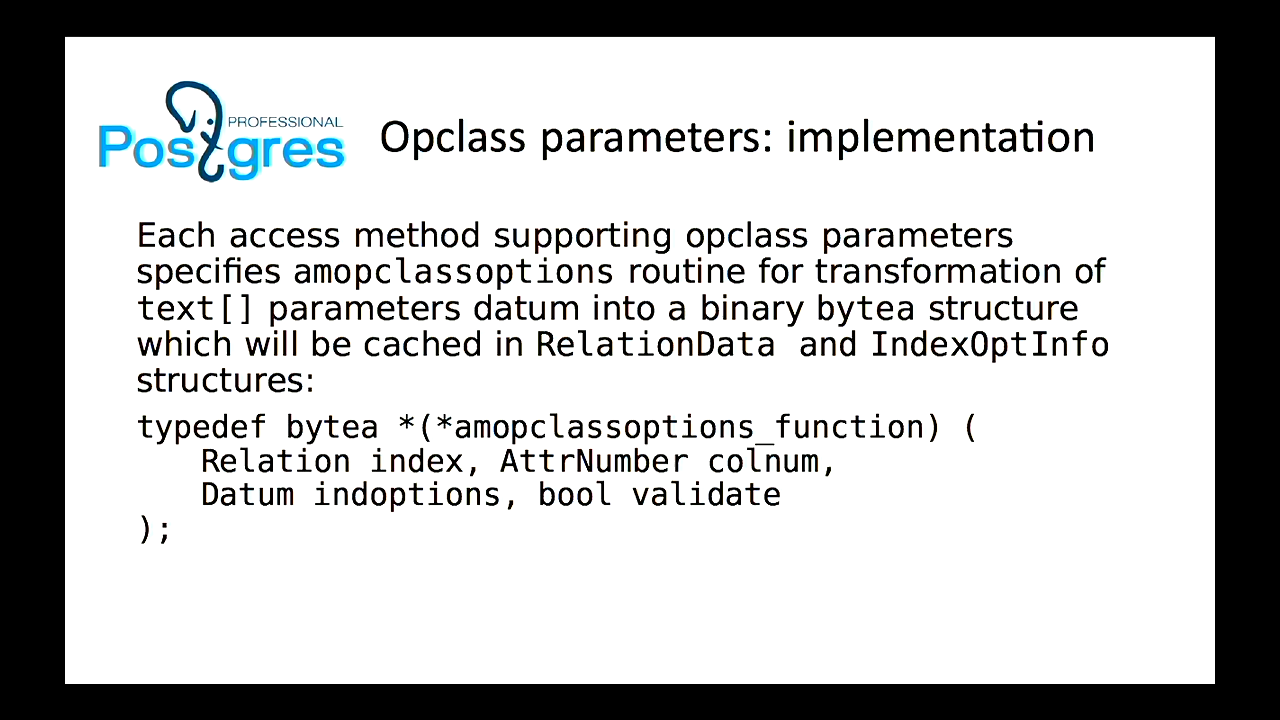 PROFESSIONAL
Postgres
Opclass parameters: implementation
Each access method supporting opclass parameters
specifies amopclassoptions routine for transformation of
text[] parameters datum into a binary bytea structure
which will be cached in RelationData and IndexOptInfo
structures:
typedef bytea *(*amopclassoptions_function) (
Relation index, AttrNumber colnum,
Datum indoptions, bool validate
);